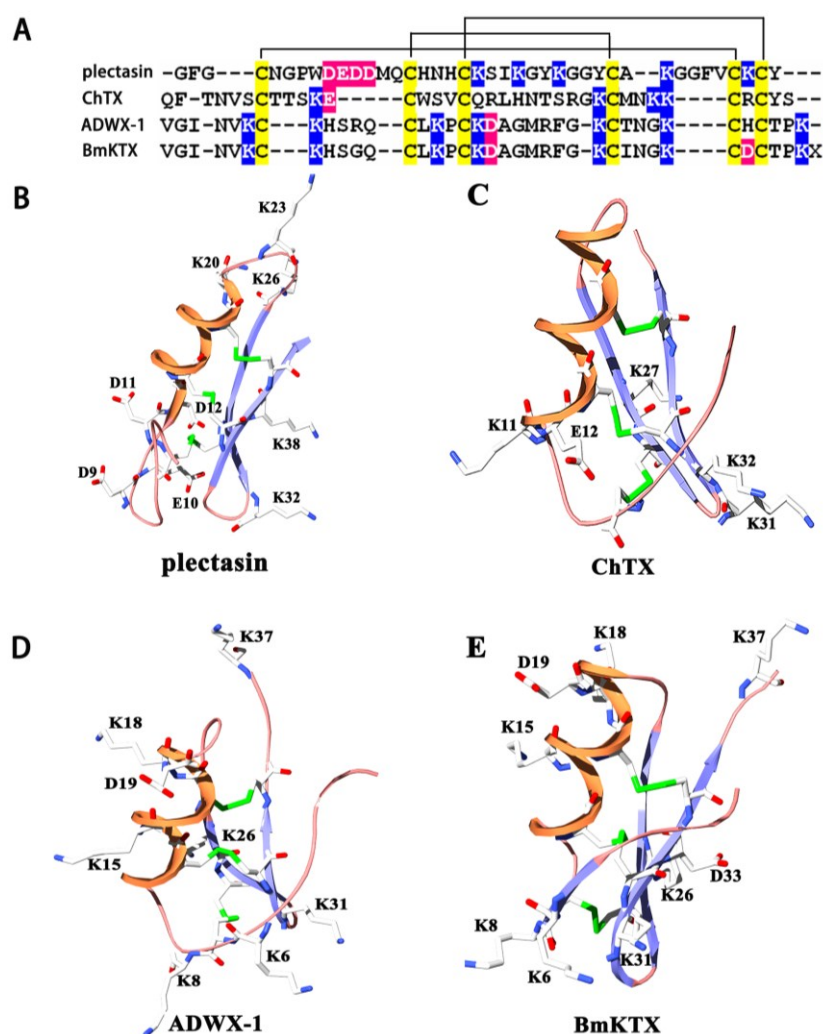 A
plectasin -GFG---CNGPWDEDDMQCHNHCKSIKGYKGGYCA--KGGFVCKCY---
ChTX QF-TNVSCTTSKE-----CWSVCQRLHNTSRGKCMNKK----CRCYS--
ADWX-1 VGI-NVKC---KHSRQ--CLKPCKDAGMRFG-KCTNGK----CHCTPK-
BmKTX VGI-NVKC---KHSGQ--CLKPCKDAGMRFG-KCINGK----CDCTPKX
B
K23
K20
K26
D11
D12
K38
D9
E10
K32
plectasin
C
K27
K11
E12
K32
K31
ChTX
D
K37
K18
D19
K26
K15
K31
K6
K8
ADWX-1
E
K18
K37
D19
K15
D33
K26
K8
K31
K6
BmKTX